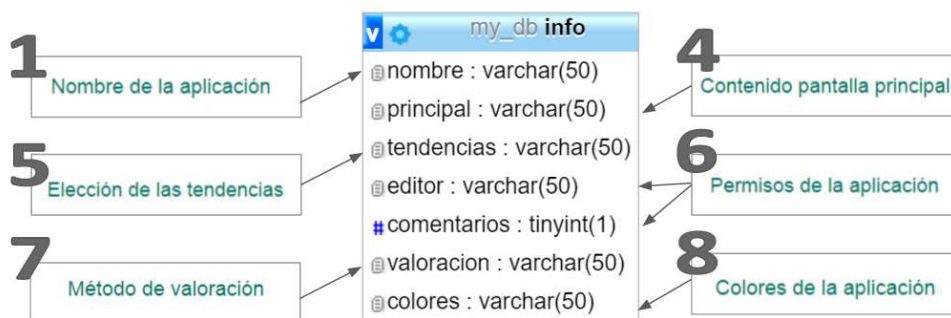 my_db info
nombre : varchar(50)
principal : varchar(50)
tendencias : varchar(50)
editor : varchar(50)
# comentarios : tinyint(1)
valoracion : varchar(50)
colores : varchar(50)
1
Nombre de la aplicación
5
Elección de las tendencias
7
Método de valoración
4
Contenido pantalla principal
6
Permisos de la aplicación
8
Colores de la aplicación